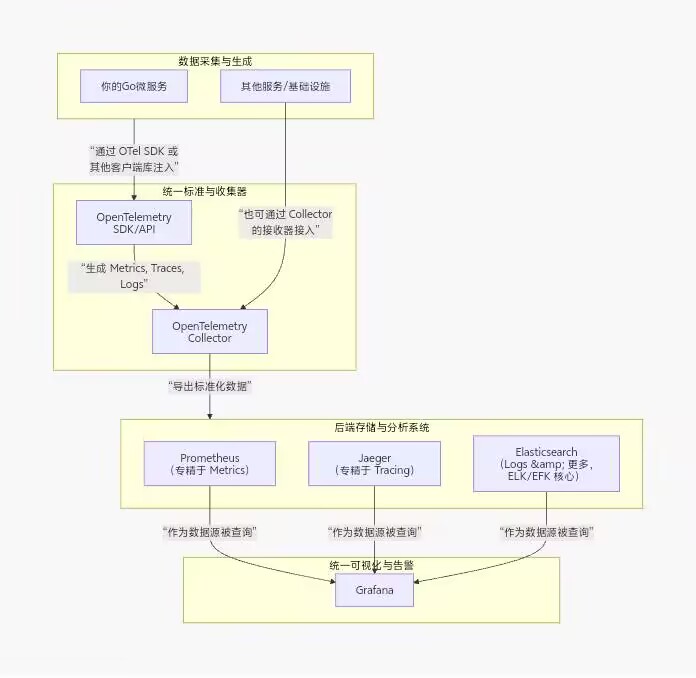 数据采集与生成
你的Go微服务
其他服务/基础设施
“通过 OTel SDK 或
其他客户端库注入”
统一标准与收集器
OpenTelemetry
SDK/API
“也可通过 Collector
的接收器接入”
“生成 Metrics, Traces,
Logs”
OpenTelemetry
Collector
“导出标准化数据”
后端存储与分析系统
Prometheus
(专精于 Metrics)
Jaeger
(专精于 Tracing)
Elasticsearch
(Logs &amp; 更多,
ELK/EFK 核心)
“作为数据源被查询”
“作为数据源被查询”
“作为数据源被查询”
统一可视化与告警
Grafana